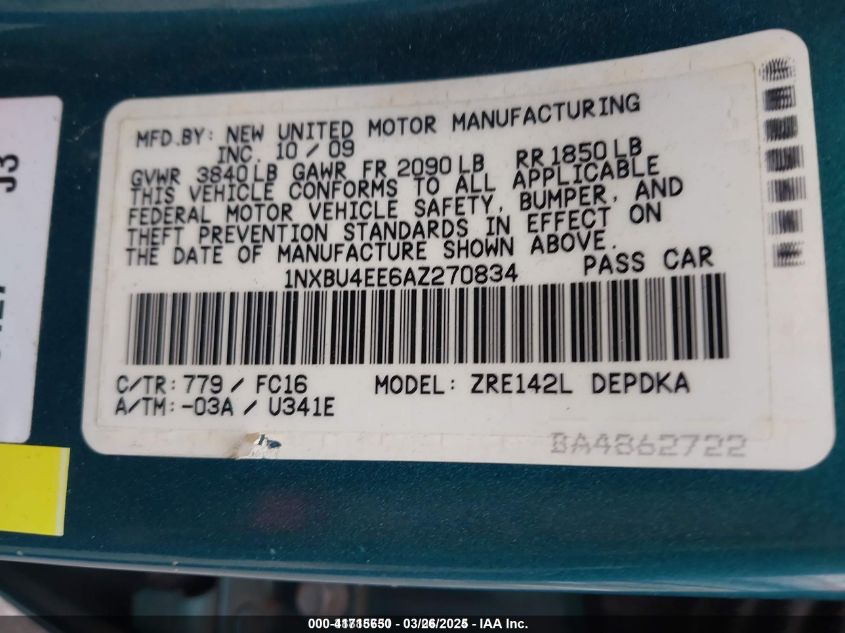 MFD.BY: NEW UNITED MOTOR MANUFACTURING
INC. 10 / 09
GVWR 3840 LB GAWR FR 2090 LB RR 1850 LB
THIS VEHICLE CONFORMS TO ALL APPLICABLE
FEDERAL MOTOR VEHICLE SAFETY, BUMPER, AND
THEFT PREVENTION STANDARDS IN EFFECT ON
THE DATE OF MANUFACTURE SHOWN ABOVE.
1NXBU4EE6AZ270834 PASS CAR
C/TR: 779 / FC16 MODEL: ZRE142L DEPDKA
A/TM: -03A / U341E
BA4862722
J3
- IAA Inc.